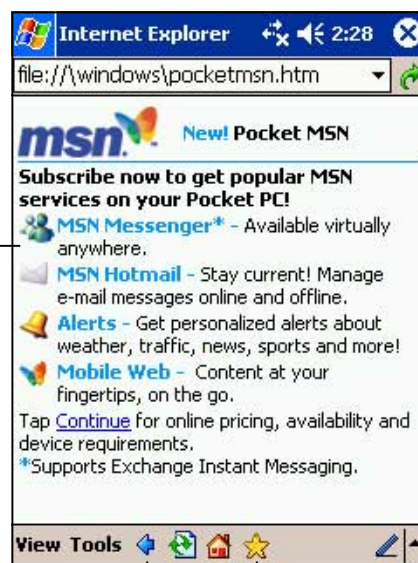 Internet Explorer 2:28
file://\windows\pocketmsn.htm
msn New! Pocket MSN
Subscribe now to get popular MSN
services on your Pocket PC!
MSN Messenger* - Available virtually
anywhere.
MSN Hotmail - Stay current! Manage
e-mail messages online and offline.
Alerts - Get personalized alerts about
weather, traffic, news, sports and more!
Mobile Web - Content at your
fingertips, on the go.
Tap Continue for online pricing, availability and
device requirements.
*Supports Exchange Instant Messaging.
View Tools